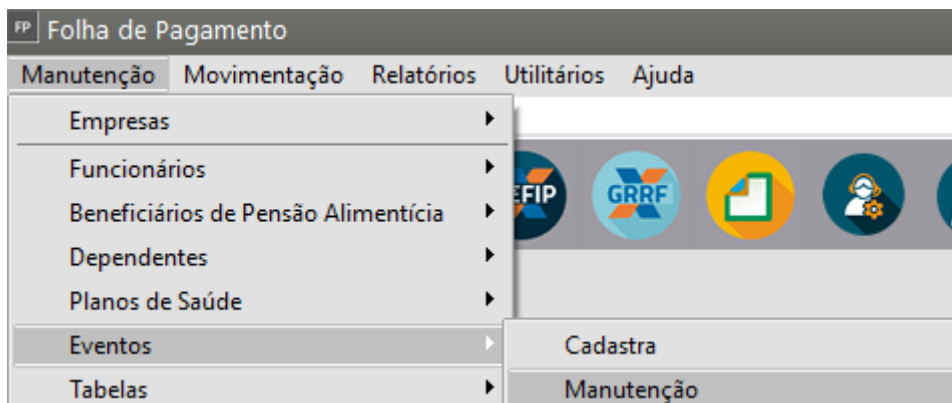 FP Folha de Pagamento
Manutenção Movimentação Relatórios Utilitários Ajuda
Empresas
Funcionários
EFIP GRRF
Beneficiários de Pensão Alimentícia
Dependentes
Planos de Saúde
Eventos
Cadastra
Tabelas
Manutenção